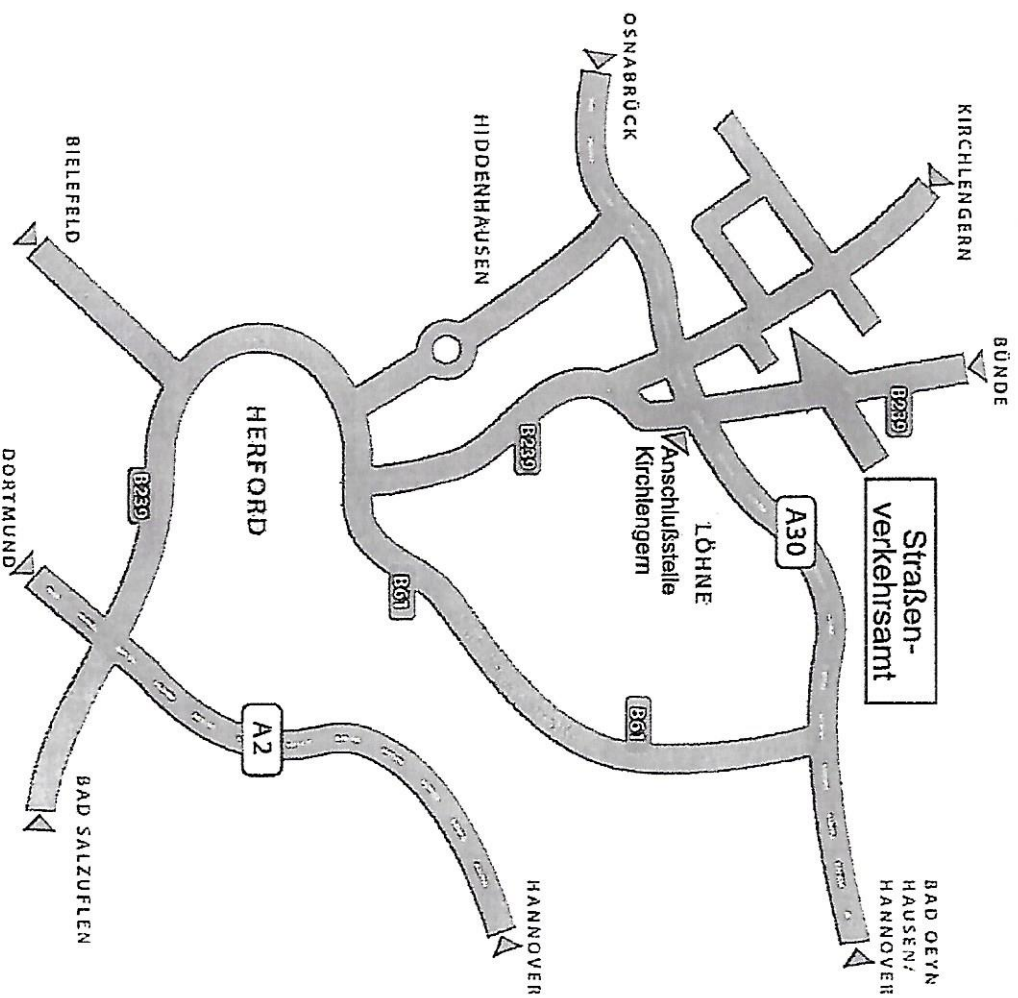 BÜNDE
KIRCHLENGERN
BAD OEYN
HAUSEN/
HANNOVER
Straßen-
verkehrsamt
B239
A30
LÖHNE
Anschlußstelle
Kirchlengern
B61
OSNABRÜCK
HANNOVER
B239
HIDDENHAUSEN
B61
A2
HERFORD
B239
BAD SALZUFLEN
BIELEFELD
DORTMUND